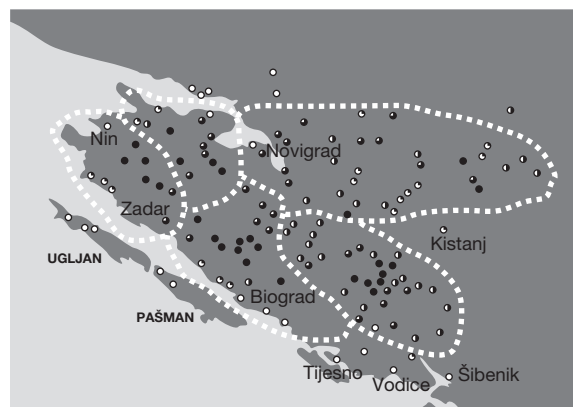 Nin
Novigrad
Zadar
Kistanj
UGLJAN
Biograd
PAŠMAN
Tijesno
Vodice
Šibenik